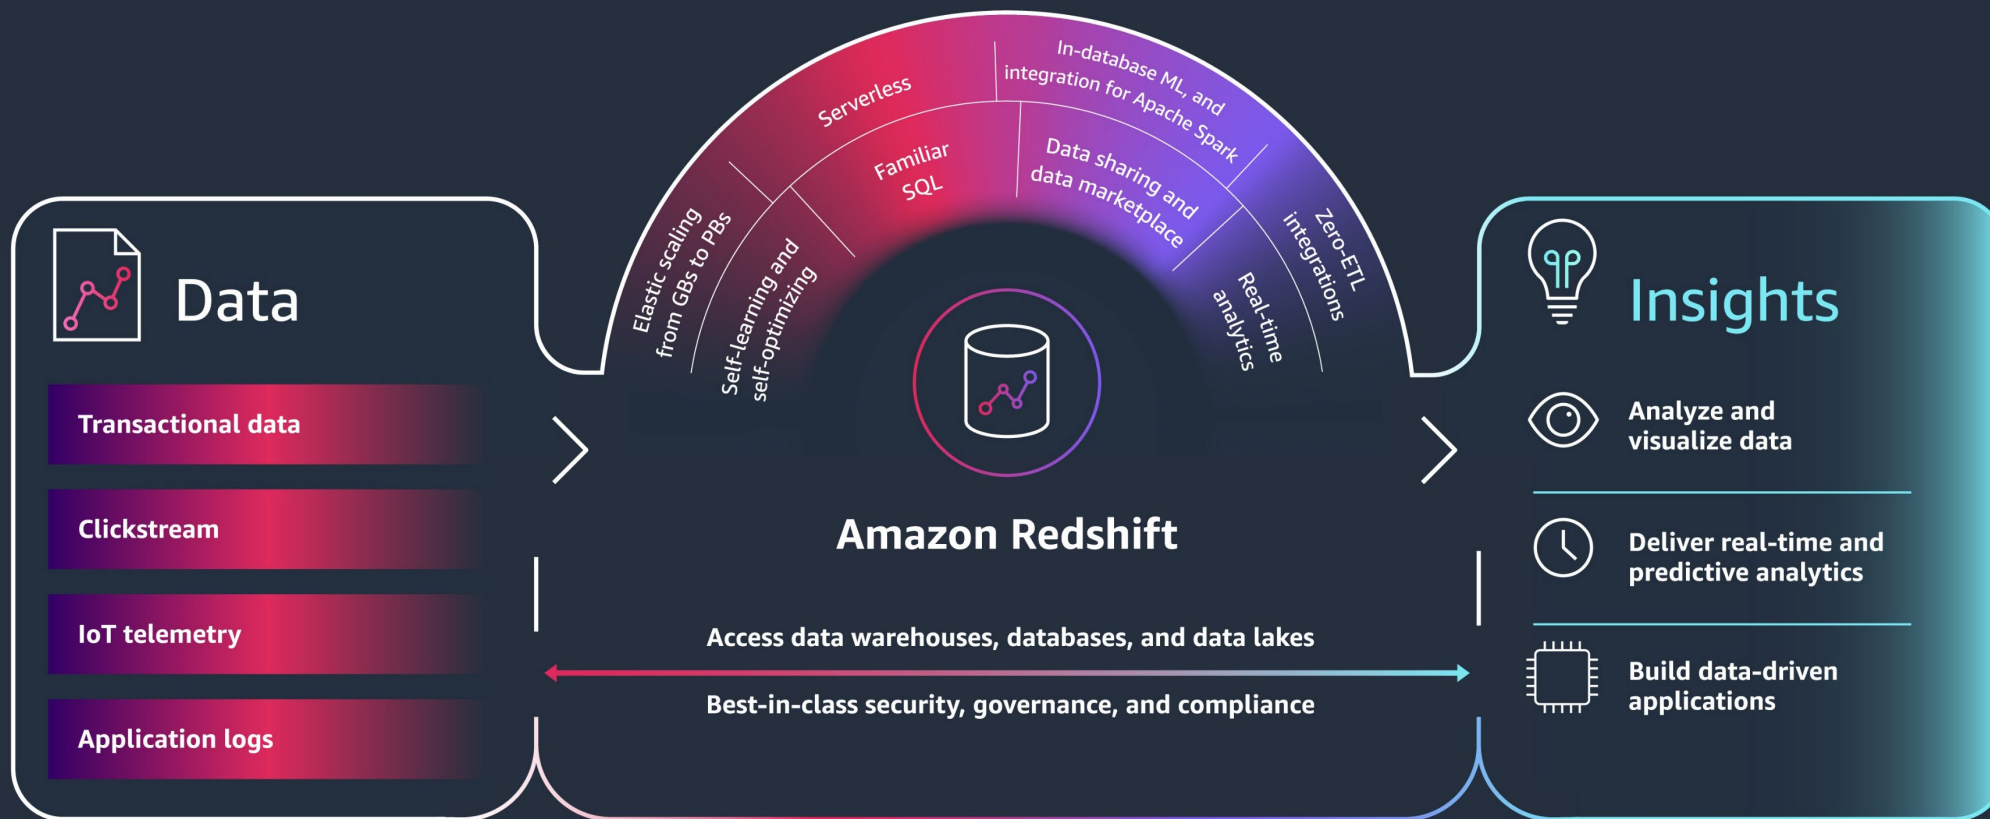 Data
Transactional data
Clickstream
IoT telemetry
Application logs
Elastic scaling
from GBs to PBs
Serverless
In-database ML, and
integration for Apache Spark
Zero-ETL
integrations
Self-learning and
self-optimizing
Familiar
SQL
Data sharing and
data marketplace
Real-time
analytics
Amazon Redshift
Access data warehouses, databases, and data lakes
Best-in-class security, governance, and compliance
Insights
Analyze and
visualize data
Deliver real-time and
predictive analytics
Build data-driven
applications